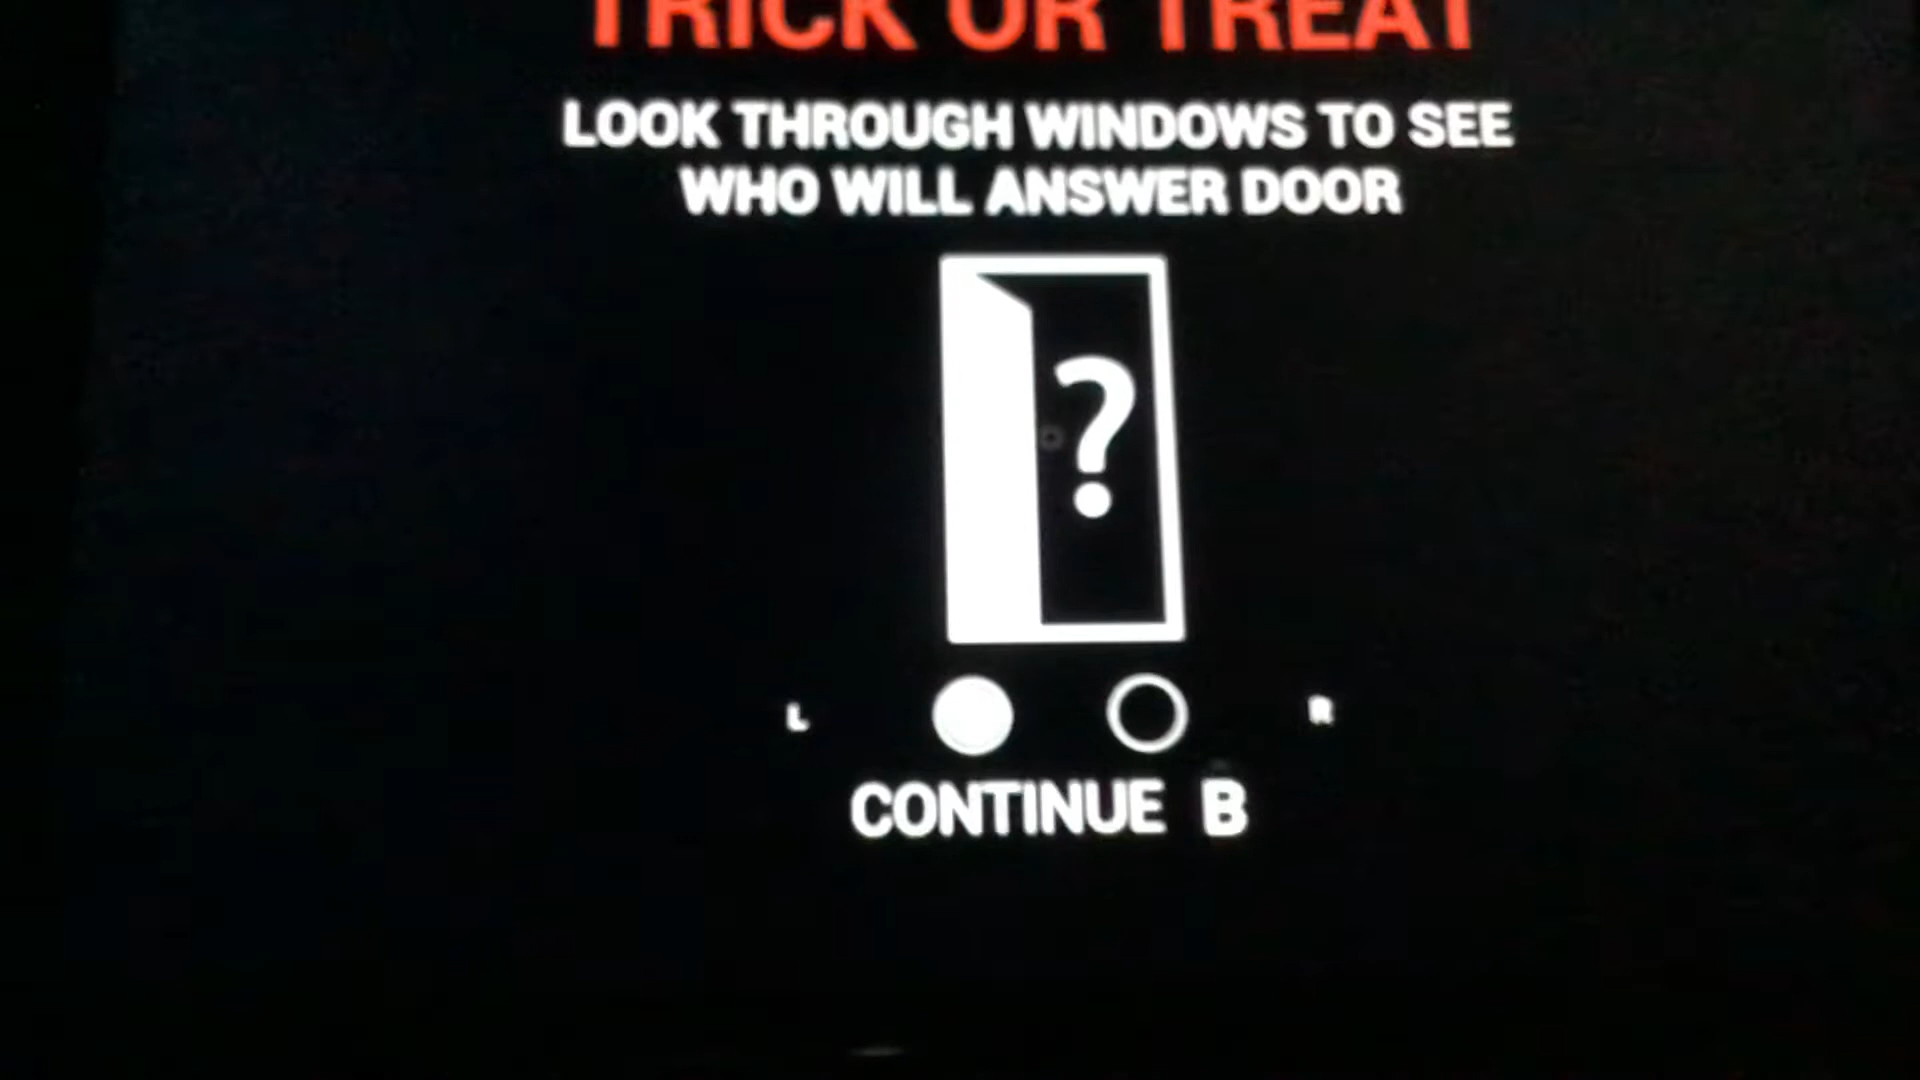 TRICK OR TREAT
LOOK THROUGH WINDOWS TO SEE
WHO WILL ANSWER DOOR
?
L R
CONTINUE B